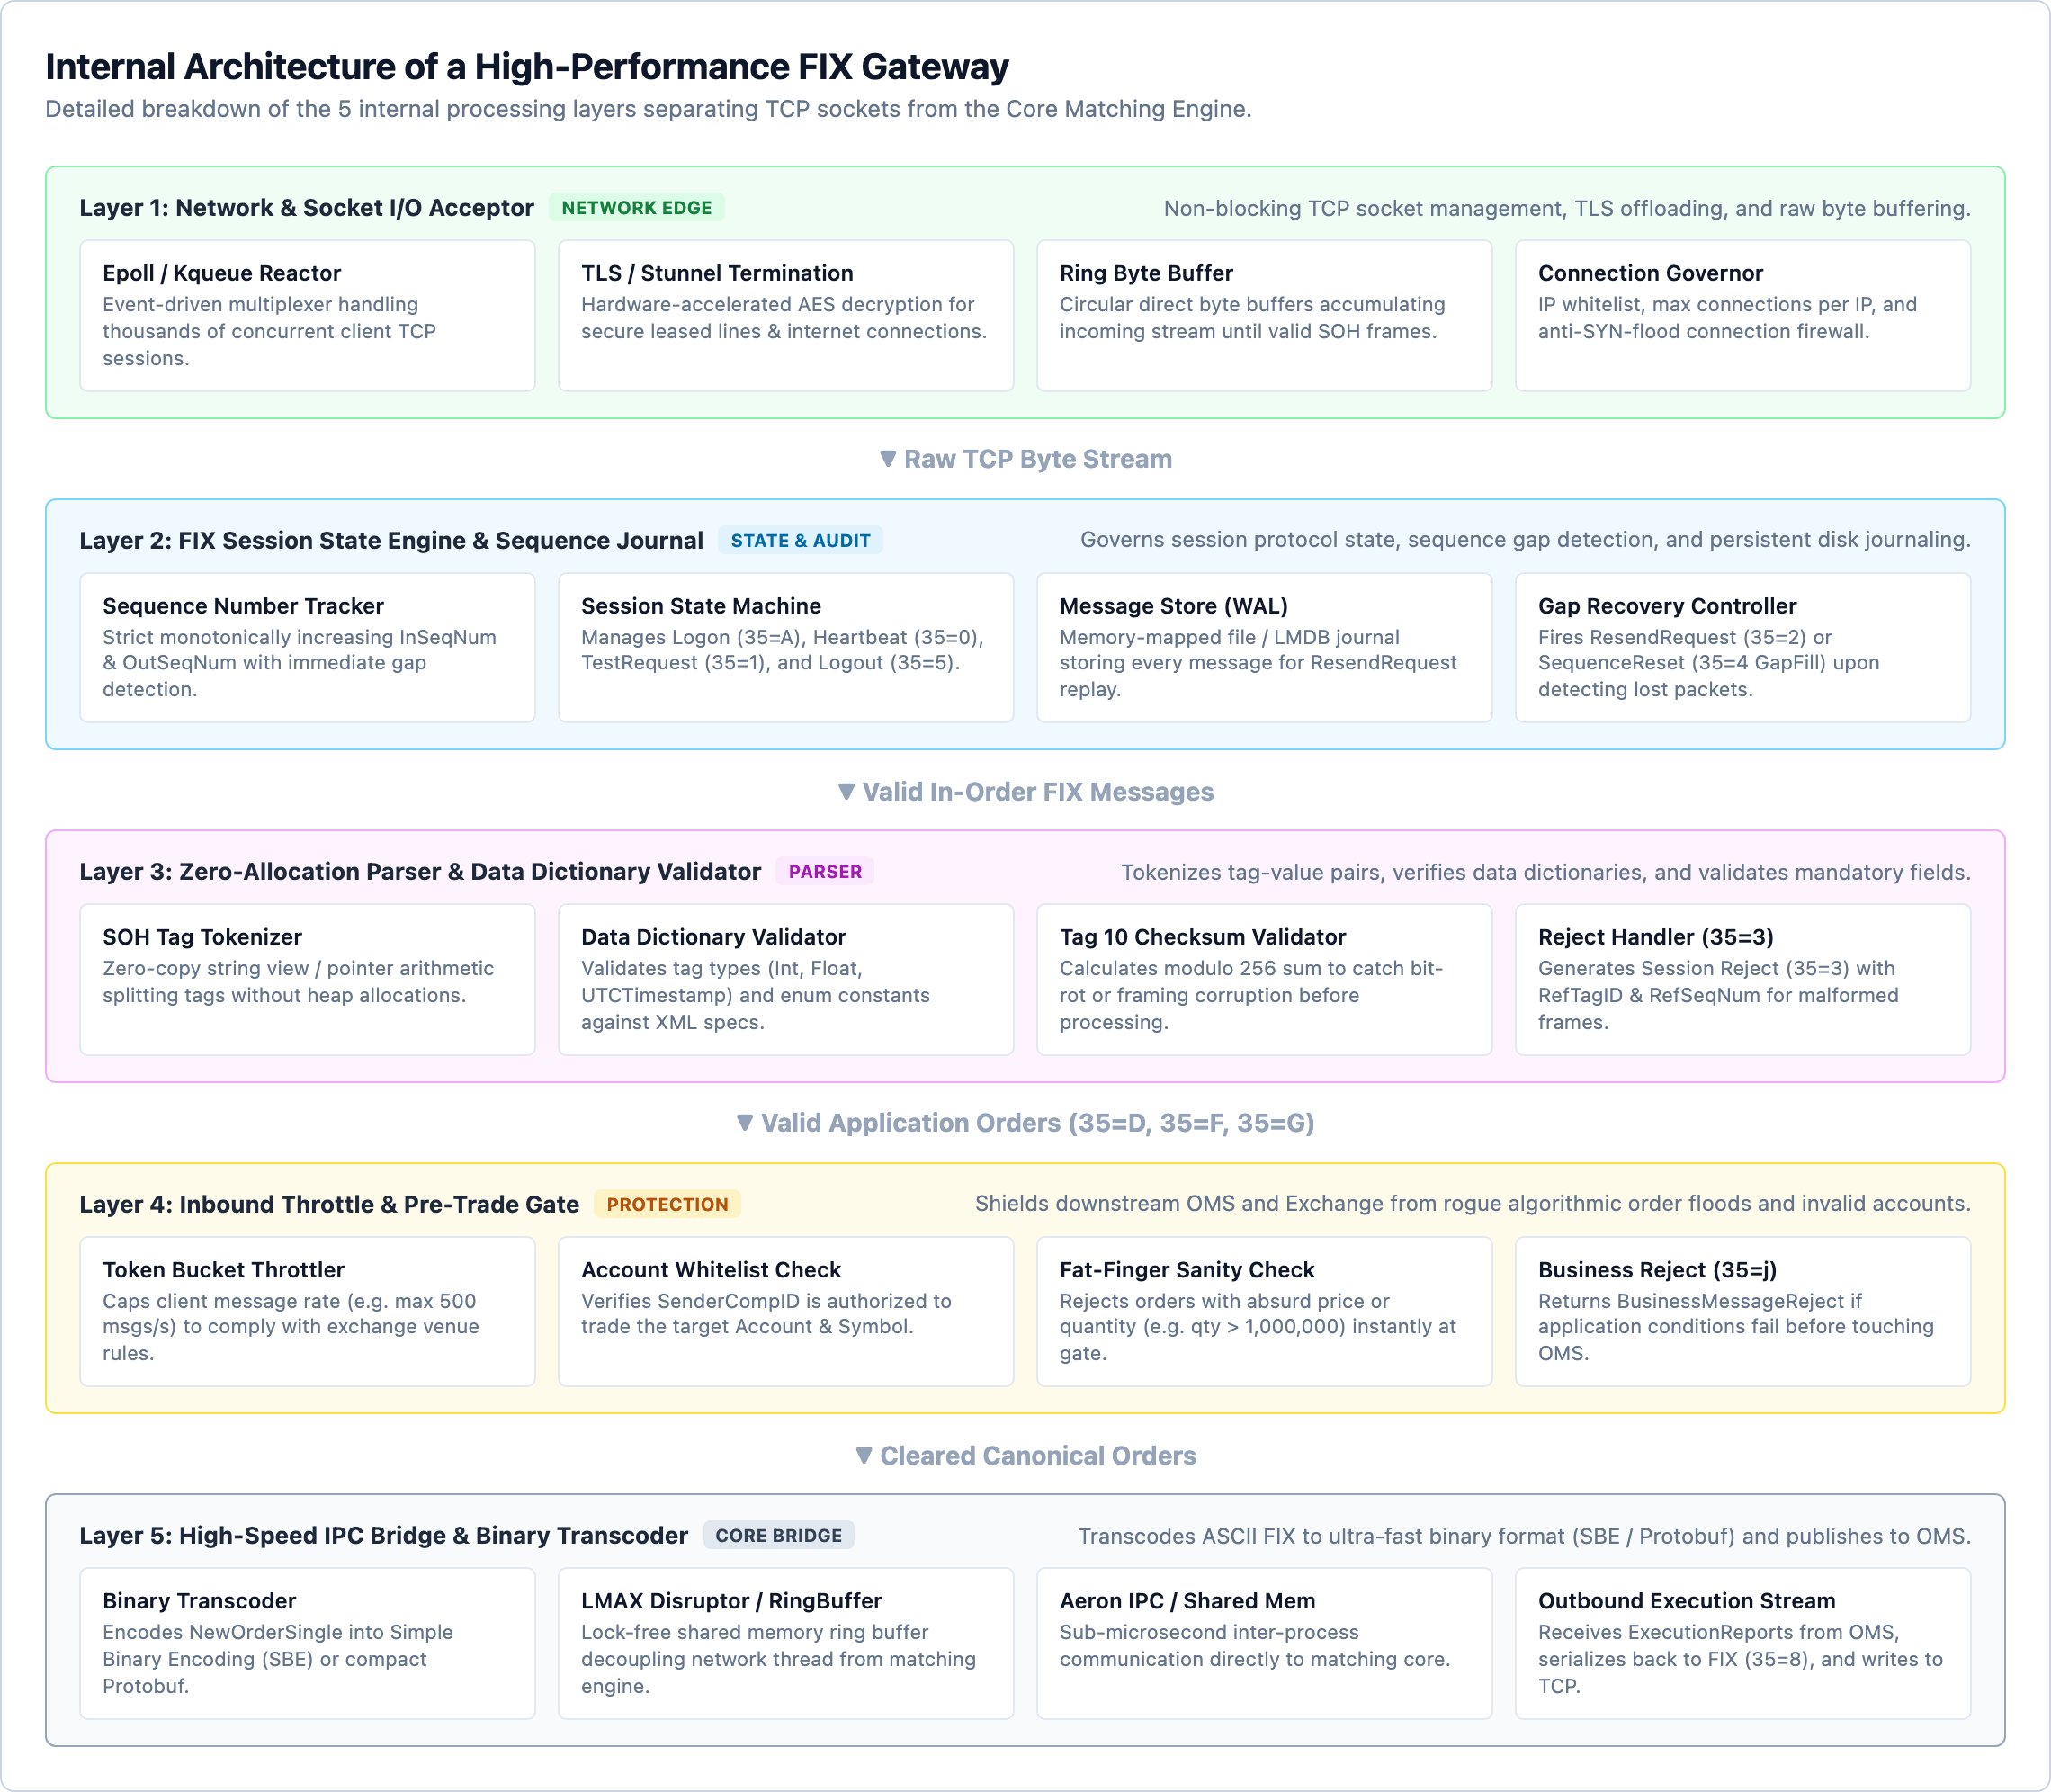 Internal Architecture of a High-Performance FIX Gateway
Detailed breakdown of the 5 internal processing layers separating TCP sockets from the Core Matching Engine.
Layer 1: Network & Socket I/O Acceptor
NETWORK EDGE
Non-blocking TCP socket management, TLS offloading, and raw byte buffering.
Epoll / Kqueue Reactor
Event-driven multiplexer handling
thousands of concurrent client TCP
sessions.
TLS / Stunnel Termination
Hardware-accelerated AES decryption for
secure leased lines & internet connections.
Ring Byte Buffer
Circular direct byte buffers accumulating
incoming stream until valid SOH frames.
Connection Governor
IP whitelist, max connections per IP, and
anti-SYN-flood connection firewall.
▼ Raw TCP Byte Stream
Layer 2: FIX Session State Engine & Sequence Journal
STATE & AUDIT
Governs session protocol state, sequence gap detection, and persistent disk journaling.
Sequence Number Tracker
Strict monotonically increasing InSeqNum
& OutSeqNum with immediate gap
detection.
Session State Machine
Manages Logon (35=A), Heartbeat (35=0),
TestRequest (35=1), and Logout (35=5).
Message Store (WAL)
Memory-mapped file / LMDB journal
storing every message for ResendRequest
replay.
Gap Recovery Controller
Fires ResendRequest (35=2) or
SequenceReset (35=4 GapFill) upon
detecting lost packets.
▼ Valid In-Order FIX Messages
Layer 3: Zero-Allocation Parser & Data Dictionary Validator
PARSER
Tokenizes tag-value pairs, verifies data dictionaries, and validates mandatory fields.
SOH Tag Tokenizer
Zero-copy string view / pointer arithmetic
splitting tags without heap allocations.
Data Dictionary Validator
Validates tag types (Int, Float,
UTCTimestamp) and enum constants
against XML specs.
Tag 10 Checksum Validator
Calculates modulo 256 sum to catch bit-
rot or framing corruption before
processing.
Reject Handler (35=3)
Generates Session Reject (35=3) with
RefTagID & RefSeqNum for malformed
frames.
▼ Valid Application Orders (35=D, 35=F, 35=G)
Layer 4: Inbound Throttle & Pre-Trade Gate
PROTECTION
Shields downstream OMS and Exchange from rogue algorithmic order floods and invalid accounts.
Token Bucket Throttler
Caps client message rate (e.g. max 500
msgs/s) to comply with exchange venue
rules.
Account Whitelist Check
Verifies SenderCompID is authorized to
trade the target Account & Symbol.
Fat-Finger Sanity Check
Rejects orders with absurd price or
quantity (e.g. qty > 1,000,000) instantly at
gate.
Business Reject (35=j)
Returns BusinessMessageReject if
application conditions fail before touching
OMS.
▼ Cleared Canonical Orders
Layer 5: High-Speed IPC Bridge & Binary Transcoder
CORE BRIDGE
Transcodes ASCII FIX to ultra-fast binary format (SBE / Protobuf) and publishes to OMS.
Binary Transcoder
Encodes NewOrderSingle into Simple
Binary Encoding (SBE) or compact
Protobuf.
LMAX Disruptor / RingBuffer
Lock-free shared memory ring buffer
decoupling network thread from matching
engine.
Aeron IPC / Shared Mem
Sub-microsecond inter-process
communication directly to matching core.
Outbound Execution Stream
Receives ExecutionReports from OMS,
serializes back to FIX (35=8), and writes to
TCP.